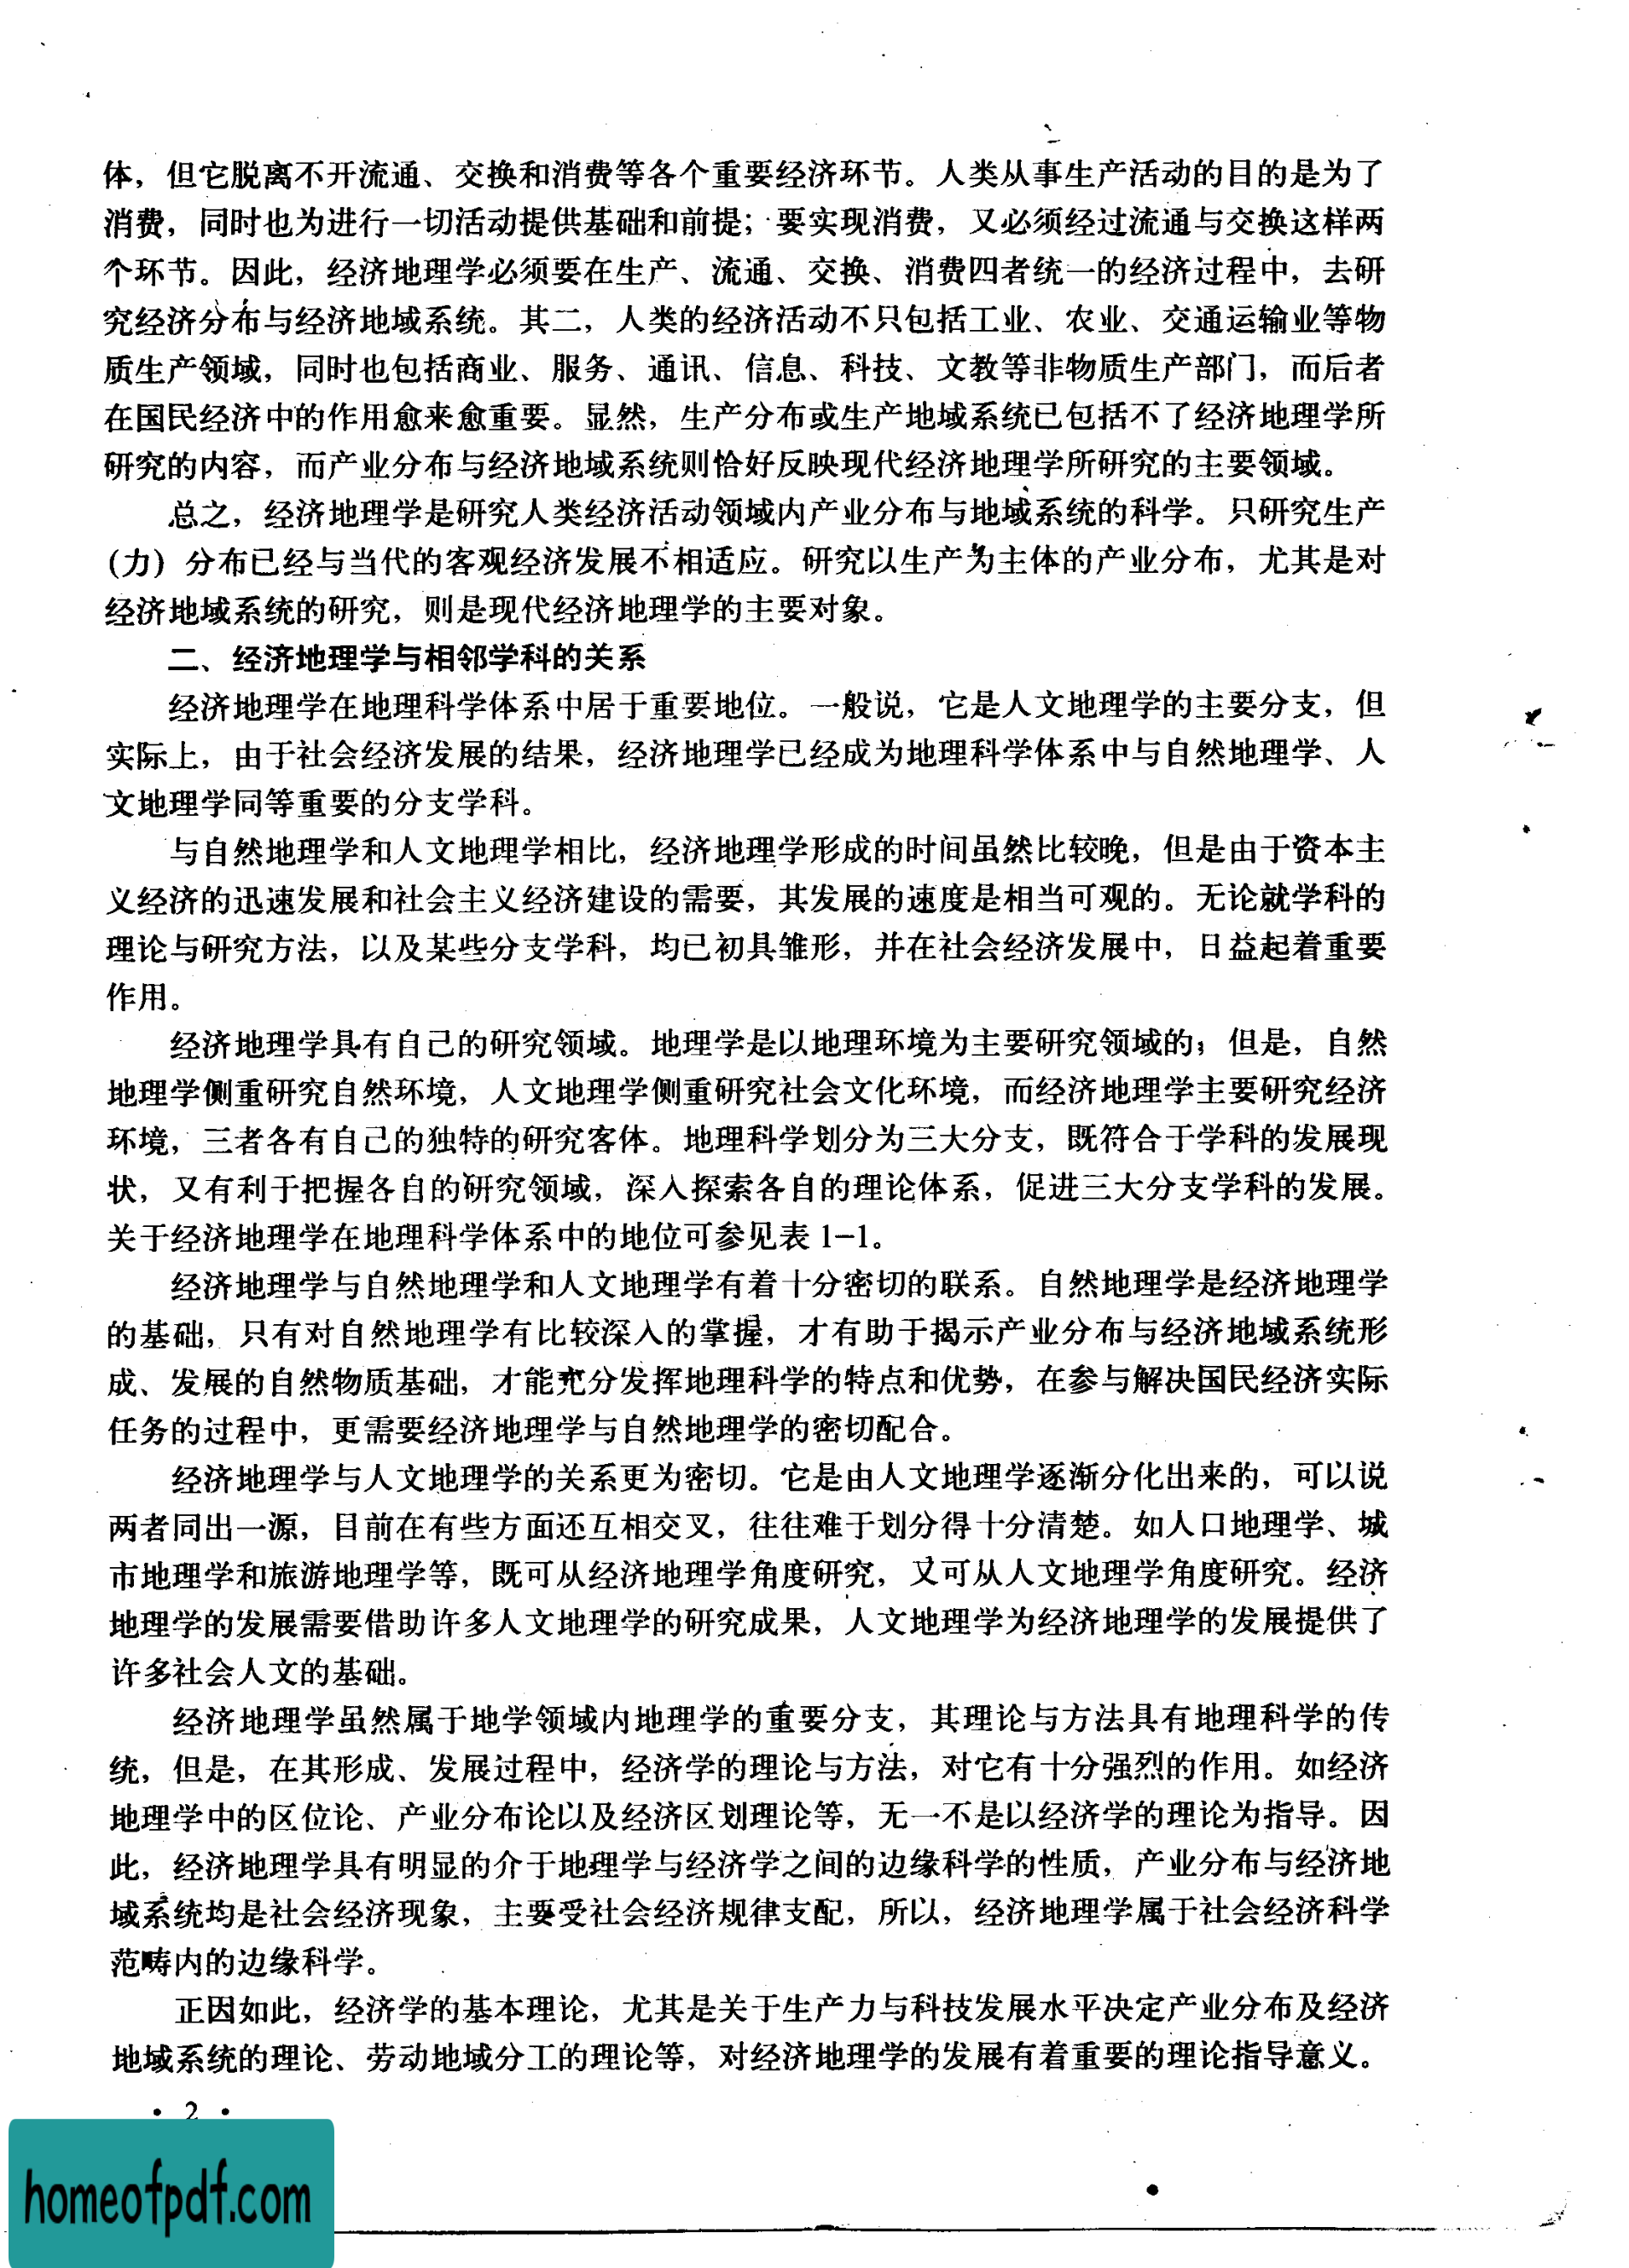 体，但它脱离不开流通、交换和消费等各个重要经济环节。人类从事生产活动的目的是为了
消费，同时也为进行一切活动提供基础和前提；要实现消费，又必须经过流通与交换这样两
个环节。因此，经济地理学必须要在生产、流通、交换、消费四者统一的经济过程中，去研
究经济分布与经济地域系统。其二，人类的经济活动不只包括工业、农业、交通运输业等物
质生产领域，同时也包括商业、服务、通讯、信息、科技、文教等非物质生产部门，而后者
在国民经济中的作用愈来愈重要。显然，生产分布或生产地域系统已包括不了经济地理学所
研究的内容，而产业分布与经济地域系统则恰好反映现代经济地理学所研究的主要领域。
总之，经济地理学是研究人类经济活动领域内产业分布与地域系统的科学。只研究生产
(力) 分布已经与当代的客观经济发展不相适应。研究以生产为主体的产业分布，尤其是对
经济地域系统的研究，则是现代经济地理学的主要对象。
二、经济地理学与相邻学科的关系
经济地理学在地理科学体系中居于重要地位。一般说，它是人文地理学的主要分支，但
实际上，由于社会经济发展的结果，经济地理学已经成为地理科学体系中与自然地理学、人
文地理学同等重要的分支学科。
与自然地理学和人文地理学相比，经济地理学形成的时间虽然比较晚，但是由于资本主
义经济的迅速发展和社会主义经济建设的需要，其发展的速度是相当可观的。无论就学科的
理论与研究方法，以及某些分支学科，均已初具雏形，并在社会经济发展中，日益起着重要
作用。
经济地理学具有自己的研究领域。地理学是以地理环境为主要研究领域的；但是，自然
地理学侧重研究自然环境，人文地理学侧重研究社会文化环境，而经济地理学主要研究经济
环境，三者各有自己的独特的研究客体。地理科学划分为三大分支，既符合于学科的发展现
状，又有利于把握各自的研究领域，深入探索各自的理论体系，促进三大分支学科的发展。
关于经济地理学在地理科学体系中的地位可参见表 1-1。
经济地理学与自然地理学和人文地理学有着十分密切的联系。自然地理学是经济地理学
的基础，只有对自然地理学有比较深入的掌握，才有助于揭示产业分布与经济地域系统形
成、发展的自然物质基础，才能充分发挥地理科学的特点和优势，在参与解决国民经济实际
任务的过程中，更需要经济地理学与自然地理学的密切配合。
经济地理学与人文地理学的关系更为密切。它是由人文地理学逐渐分化出来的，可以说
两者同出一源，目前在有些方面还互相交叉，往往难于划分得十分清楚。如人口地理学、城
市地理学和旅游地理学等，既可从经济地理学角度研究，又可从人文地理学角度研究。经济
地理学的发展需要借助许多人文地理学的研究成果，人文地理学为经济地理学的发展提供了
许多社会人文的基础。
经济地理学虽然属于地学领域内地理学的重要分支，其理论与方法具有地理科学的传
统，但是，在其形成、发展过程中，经济学的理论与方法，对它有十分强烈的作用。如经济
地理学中的区位论、产业分布论以及经济区划理论等，无一不是以经济学的理论为指导。因
此，经济地理学具有明显的介于地理学与经济学之间的边缘科学的性质，产业分布与经济地
域系统均是社会经济现象，主要受社会经济规律支配，所以，经济地理学属于社会经济科学
范畴内的边缘科学。
正因如此，经济学的基本理论，尤其是关于生产力与科技发展水平决定产业分布及经济
地域系统的理论、劳动地域分工的理论等，对经济地理学的发展有着重要的理论指导意义。
· 2 ·
homeofpdf.com